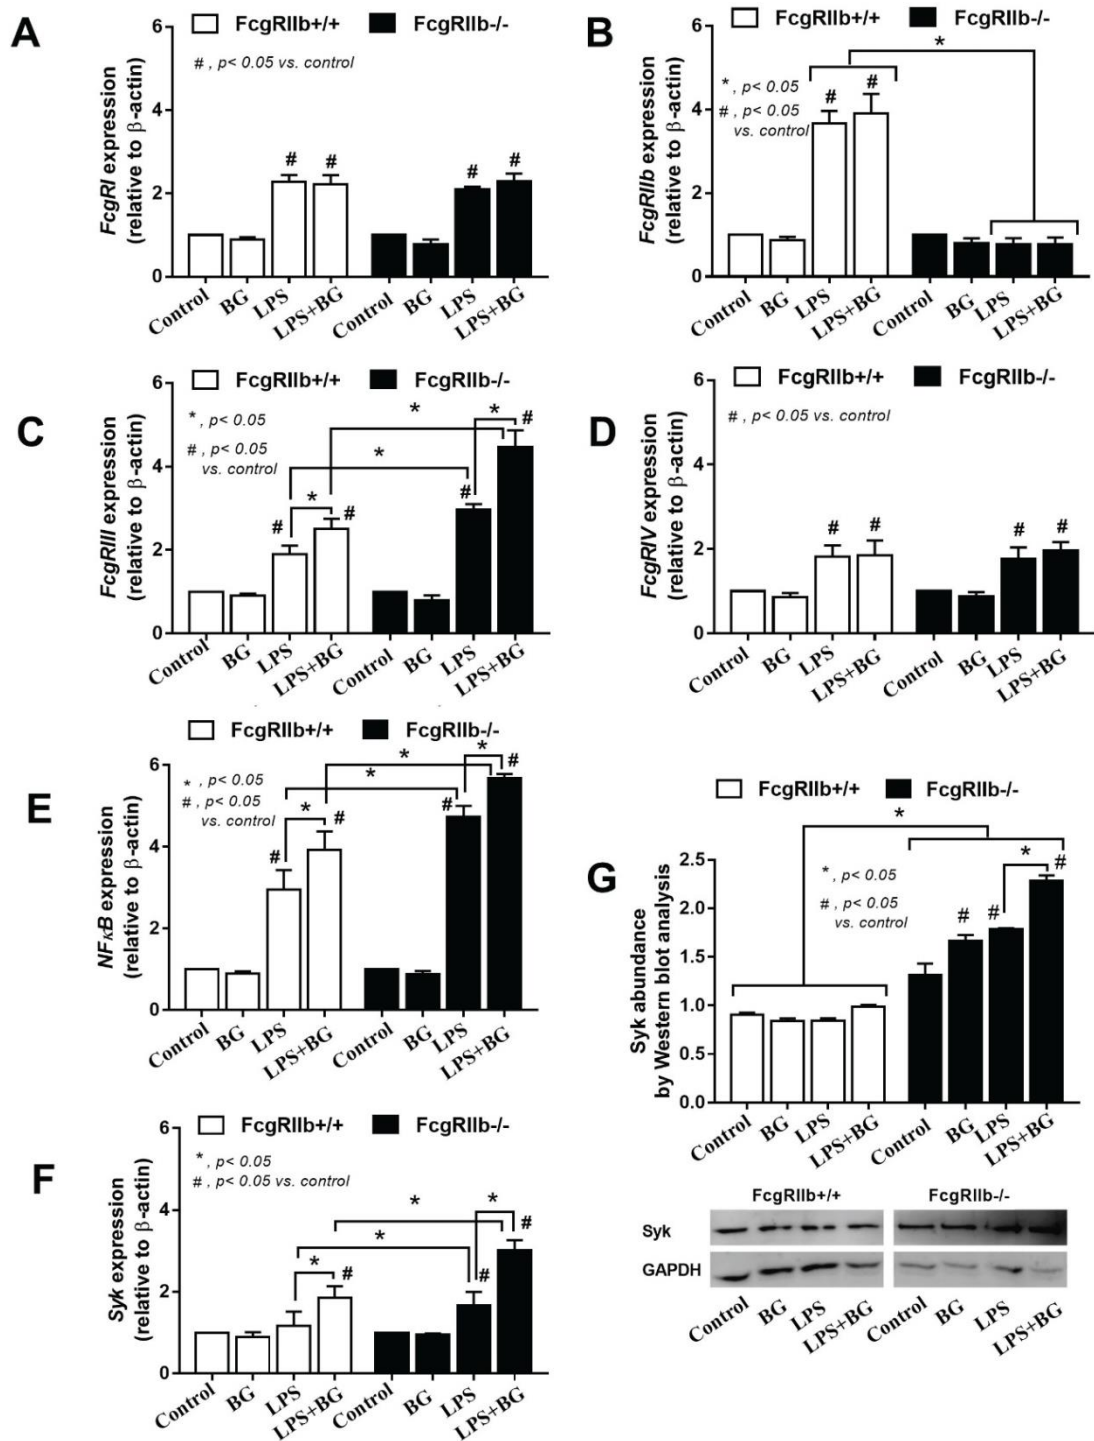 A
FcgRIIb+/+ FcgRIIb-/-
# , p< 0.05 vs. control
FcgRI expression
(relative to β-actin)
6
4
2
0
Control BG LPS LPS+BG Control BG LPS LPS+BG
# # # #
B
FcgRIIb+/+ FcgRIIb-/-
*
* , p< 0.05
# , p< 0.05
vs. control
# #
FcgRIIb expression
(relative to β-actin)
6
4
2
0
Control BG LPS LPS+BG Control BG LPS LPS+BG
C
FcgRIIb+/+ FcgRIIb-/-
* , p< 0.05
# , p< 0.05
vs. control
* * #
* #
# * #
FcgRIII expression
(relative to β-actin)
6
4
2
0
Control BG LPS LPS+BG Control BG LPS LPS+BG
D
FcgRIIb+/+ FcgRIIb-/-
# , p< 0.05 vs. control
# # # #
FcgRIV expression
(relative to β-actin)
6
4
2
0
Control BG LPS LPS+BG Control BG LPS LPS+BG
E
FcgRIIb+/+ FcgRIIb-/-
* , p< 0.05
# , p< 0.05
vs. control
* * #
* #
# * #
NFκB expression
(relative to β-actin)
6
4
2
0
Control BG LPS LPS+BG Control BG LPS LPS+BG
F
FcgRIIb+/+ FcgRIIb-/-
* , p< 0.05
# , p< 0.05 vs. control
* * #
* #
* #
Syk expression
(relative to β-actin)
6
4
2
0
Control BG LPS LPS+BG Control BG LPS LPS+BG
G
FcgRIIb+/+ FcgRIIb-/-
*
* , p< 0.05
# , p< 0.05
vs. control
* #
# #
Syk abundance
by Western blot analysis
2.5
2.0
1.5
1.0
0.5
0.0
Control BG LPS LPS+BG Control BG LPS LPS+BG
FcgRIIb+/+ FcgRIIb-/-
Syk
GAPDH
Control BG LPS LPS+BG Control BG LPS LPS+BG